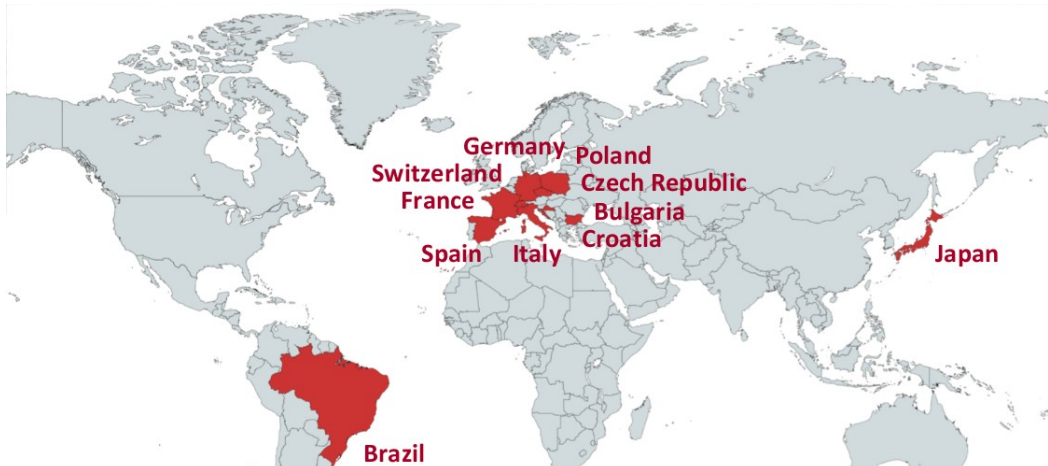 Germany
Poland
Switzerland
Czech Republic
France
Bulgaria
Croatia
Spain
Italy
Japan
Brazil